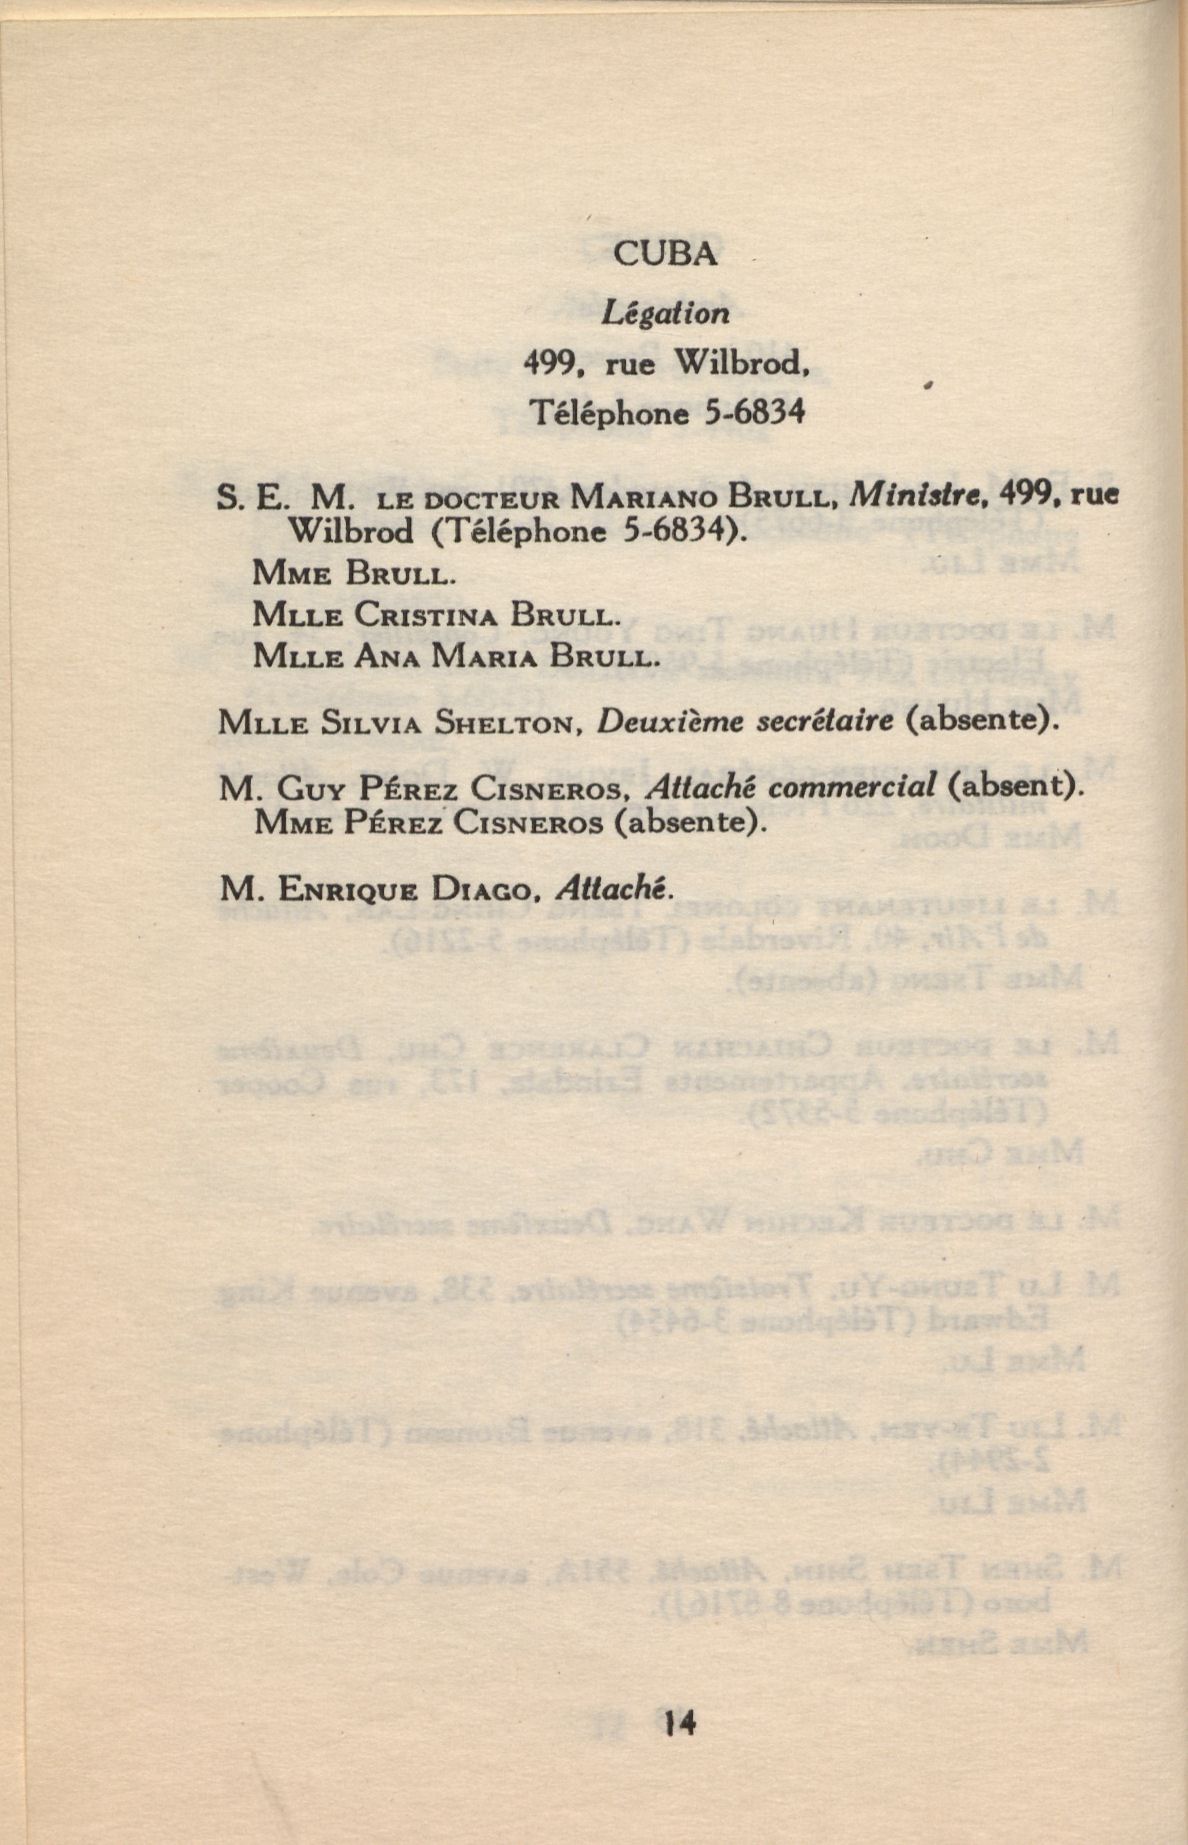 CUBA
Légation
499, rue Wilbrod,
Téléphone 5-6834
S. E. M. LE DOCTEUR MARIANO BRULL, Ministre, 499, rue
Wilbrod (Téléphone 5-6834).
MME BRULL.
MLLE CRISTINA BRULL.
MLLE ANA MARIA BRULL.
MLLE SILVIA SHELTON, Deuxième secrétaire (absente).
M. GUY PÉREZ CISNEROS, Attaché commercial (absent).
MME PÉREZ CISNEROS (absente).
M. ENRIQUE DIAGO, Attaché.
14